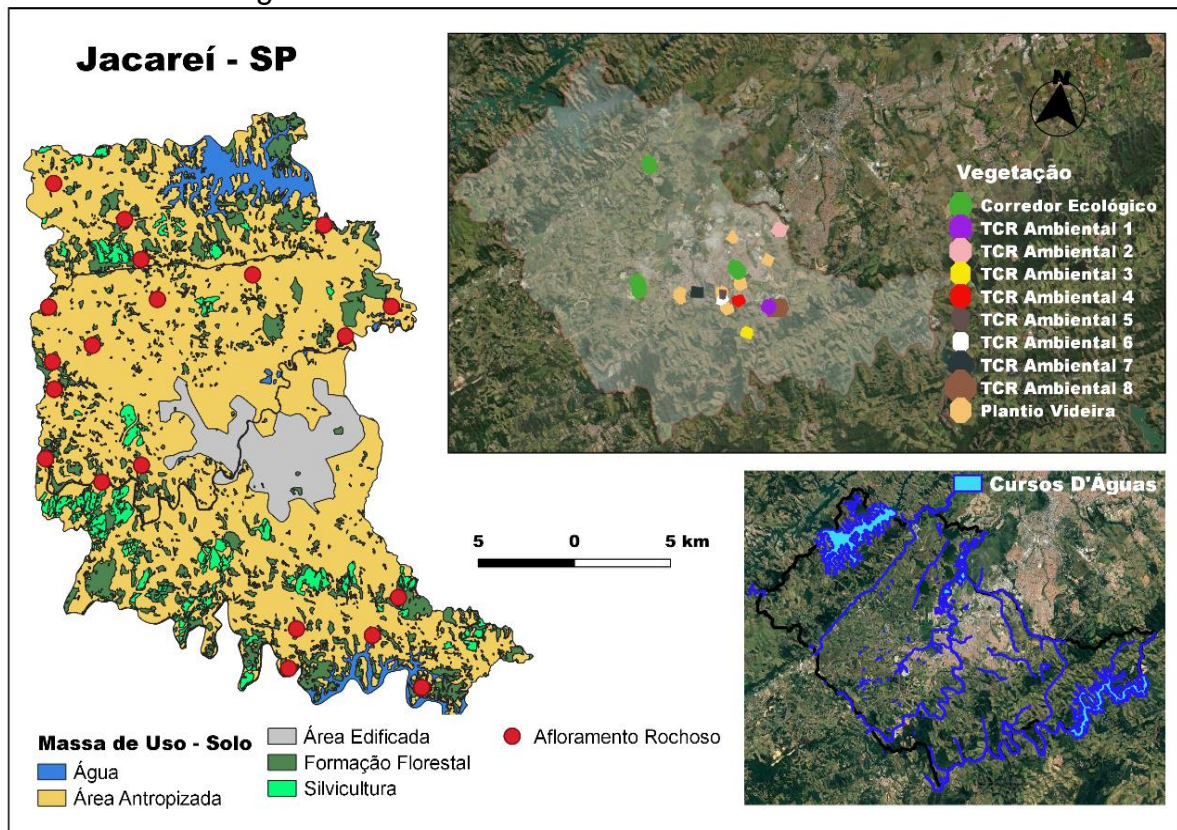 Jacareí - SP
N
Vegetação
Corredor Ecológico
TCR Ambiental 1
TCR Ambiental 2
TCR Ambiental 3
TCR Ambiental 4
TCR Ambiental 5
TCR Ambiental 6
TCR Ambiental 7
TCR Ambiental 8
Plantio Videira
Cursos D'Águas
5 0 5 km
Massa de Uso - Solo
Água
Área Antropizada
Área Edificada
Formação Florestal
Silvicultura
Afloramento Rochoso